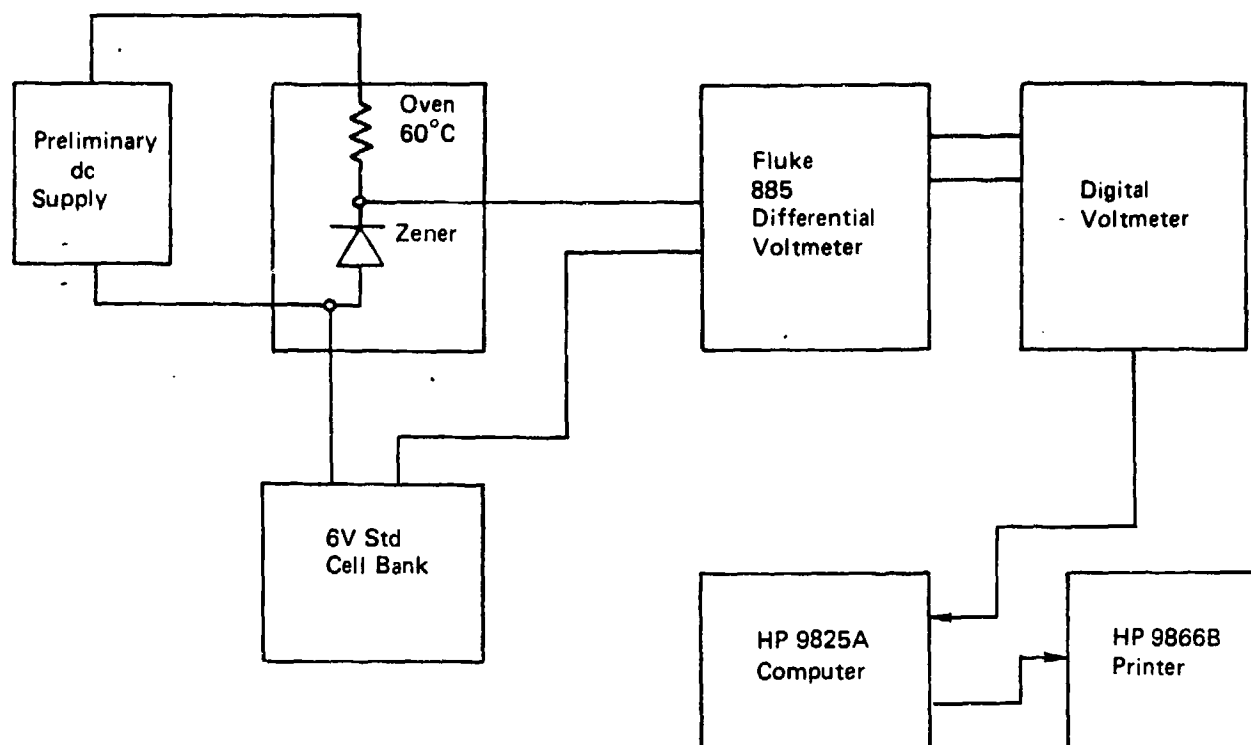 Preliminary
dc
Supply
Oven
60°C
Zener
Fluke
885
Differential
Voltmeter
Digital
Voltmeter
6V Std
Cell Bank
HP 9825A
Computer
HP 9866B
Printer